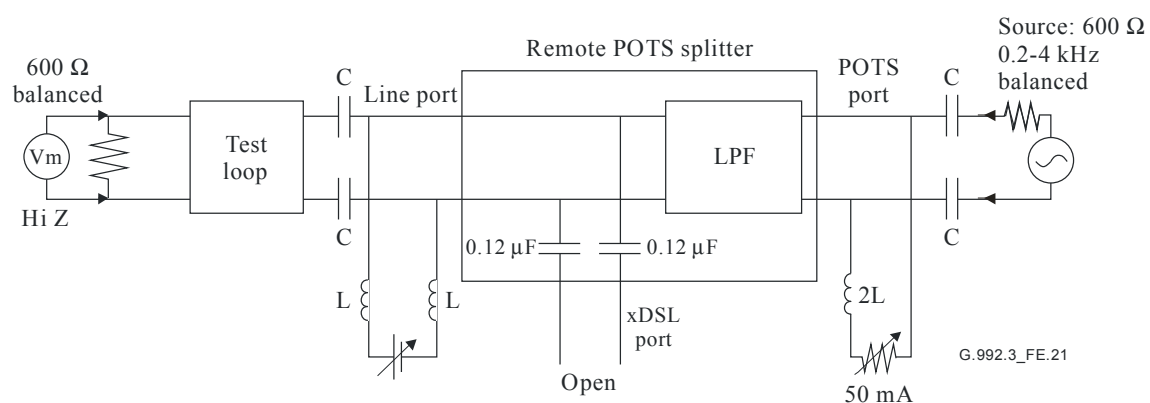 Source: 600 Ω
0.2-4 kHz
balanced
Remote POTS splitter
600 Ω
balanced
C
Line port
POTS
port
C
Vm
Test
loop
LPF
Hi Z
C
0.12 µF
0.12 µF
C
L
L
xDSL
port
2L
Open
50 mA
G.992.3_FE.21